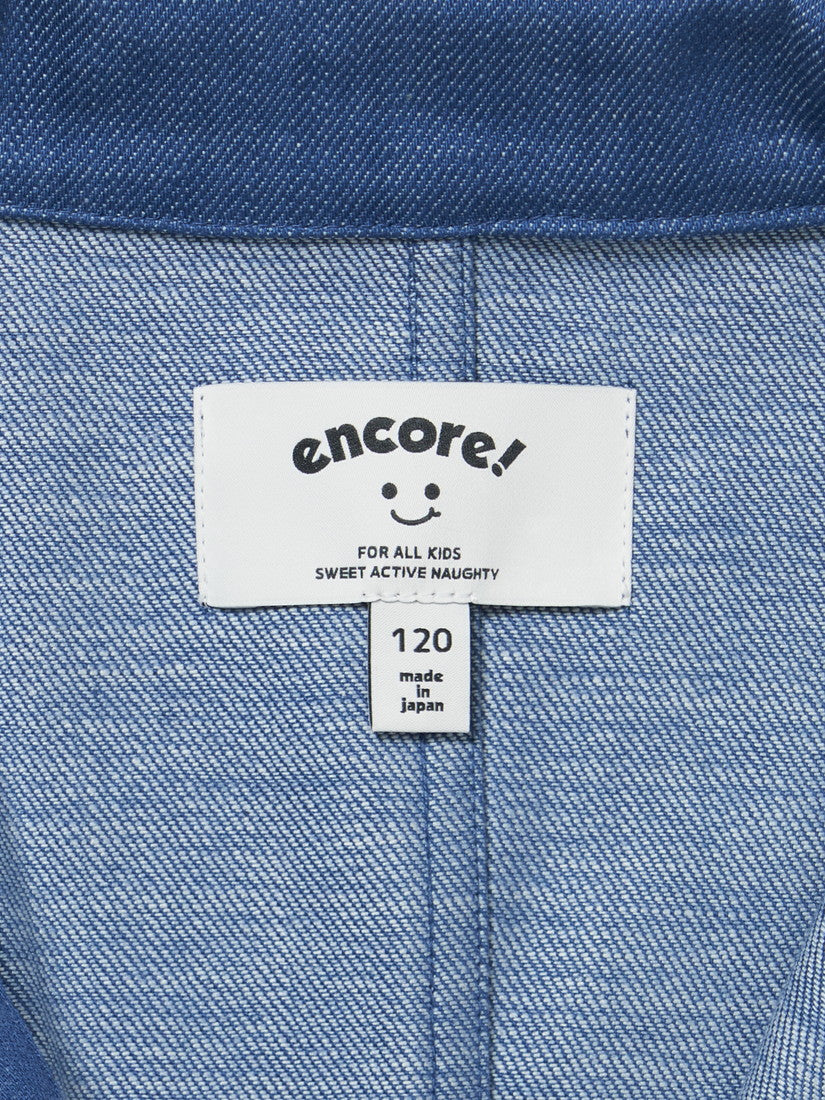 encore!
FOR ALL KIDS
SWEET ACTIVE NAUGHTY
120
made
in
japan